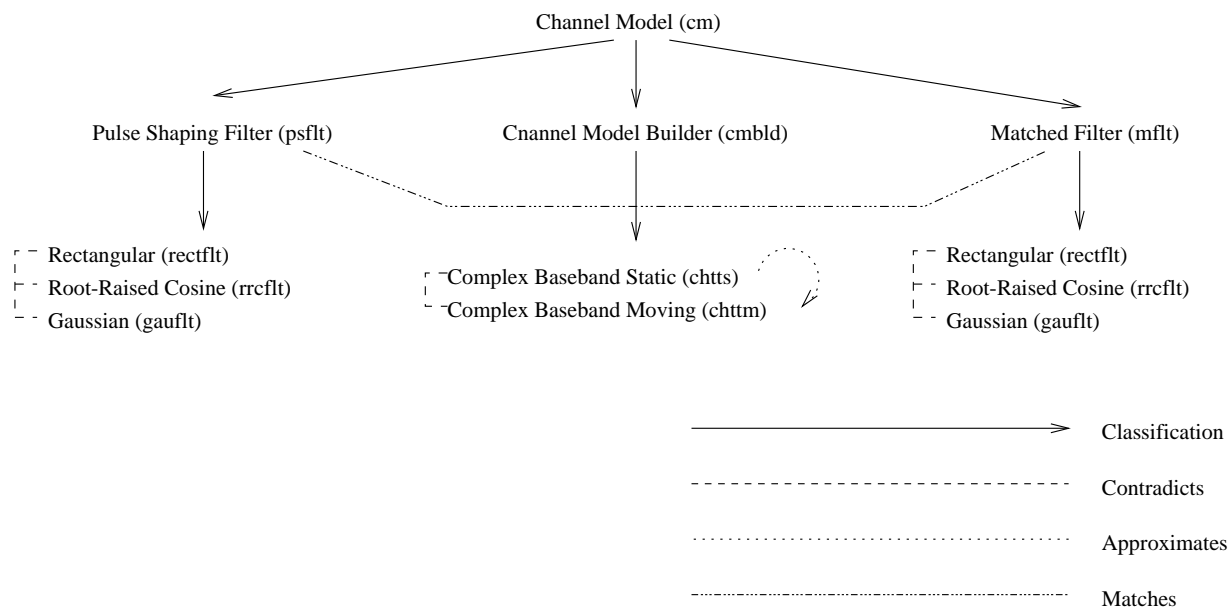 Channel Model (cm)
Pulse Shaping Filter (psflt)
Cnannel Model Builder (cmbld)
Matched Filter (mflt)
Rectangular (rectflt)
Root-Raised Cosine (rrcflt)
Gaussian (gauflt)
Complex Baseband Static (chtts)
Complex Baseband Moving (chttm)
Rectangular (rectflt)
Root-Raised Cosine (rrcflt)
Gaussian (gauflt)
Classification
Contradicts
Approximates
Matches